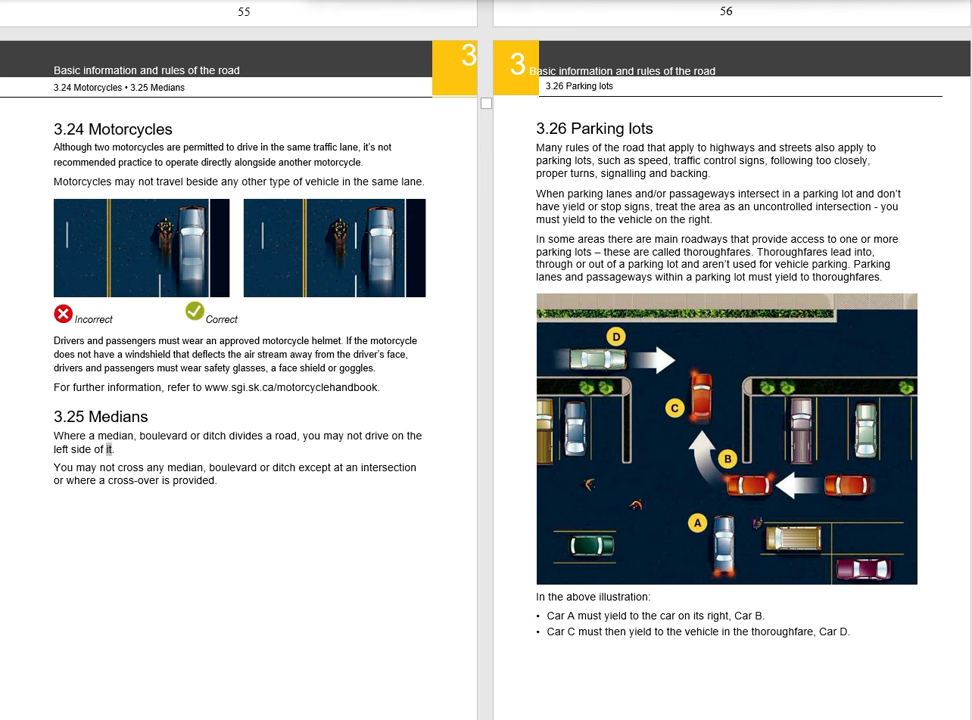 55
3
Basic information and rules of the road
3.24 Motorcycles • 3.25 Medians
3.24 Motorcycles
Although two motorcycles are permitted to drive in the same traffic lane, it's not
recommended practice to operate directly alongside another motorcycle.
Motorcycles may not travel beside any other type of vehicle in the same lane.
Incorrect
Correct
Drivers and passengers must wear an approved motorcycle helmet. If the motorcycle
does not have a windshield that deflects the air stream away from the driver's face,
drivers and passengers must wear safety glasses, a face shield or goggles.
For further information, refer to www.sgi.sk.ca/motorcyclehandbook.
3.25 Medians
Where a median, boulevard or ditch divides a road, you may not drive on the
left side of it.
You may not cross any median, boulevard or ditch except at an intersection
or where a cross-over is provided.
56
3
Basic information and rules of the road
3.26 Parking lots
3.26 Parking lots
Many rules of the road that apply to highways and streets also apply to
parking lots, such as speed, traffic control signs, following too closely,
proper turns, signalling and backing.
When parking lanes and/or passageways intersect in a parking lot and don't
have yield or stop signs, treat the area as an uncontrolled intersection - you
must yield to the vehicle on the right.
In some areas there are main roadways that provide access to one or more
parking lots – these are called thoroughfares. Thoroughfares lead into,
through or out of a parking lot and aren't used for vehicle parking. Parking
lanes and passageways within a parking lot must yield to thoroughfares.
D
C
B
A
In the above illustration:
• Car A must yield to the car on its right, Car B.
• Car C must then yield to the vehicle in the thoroughfare, Car D.